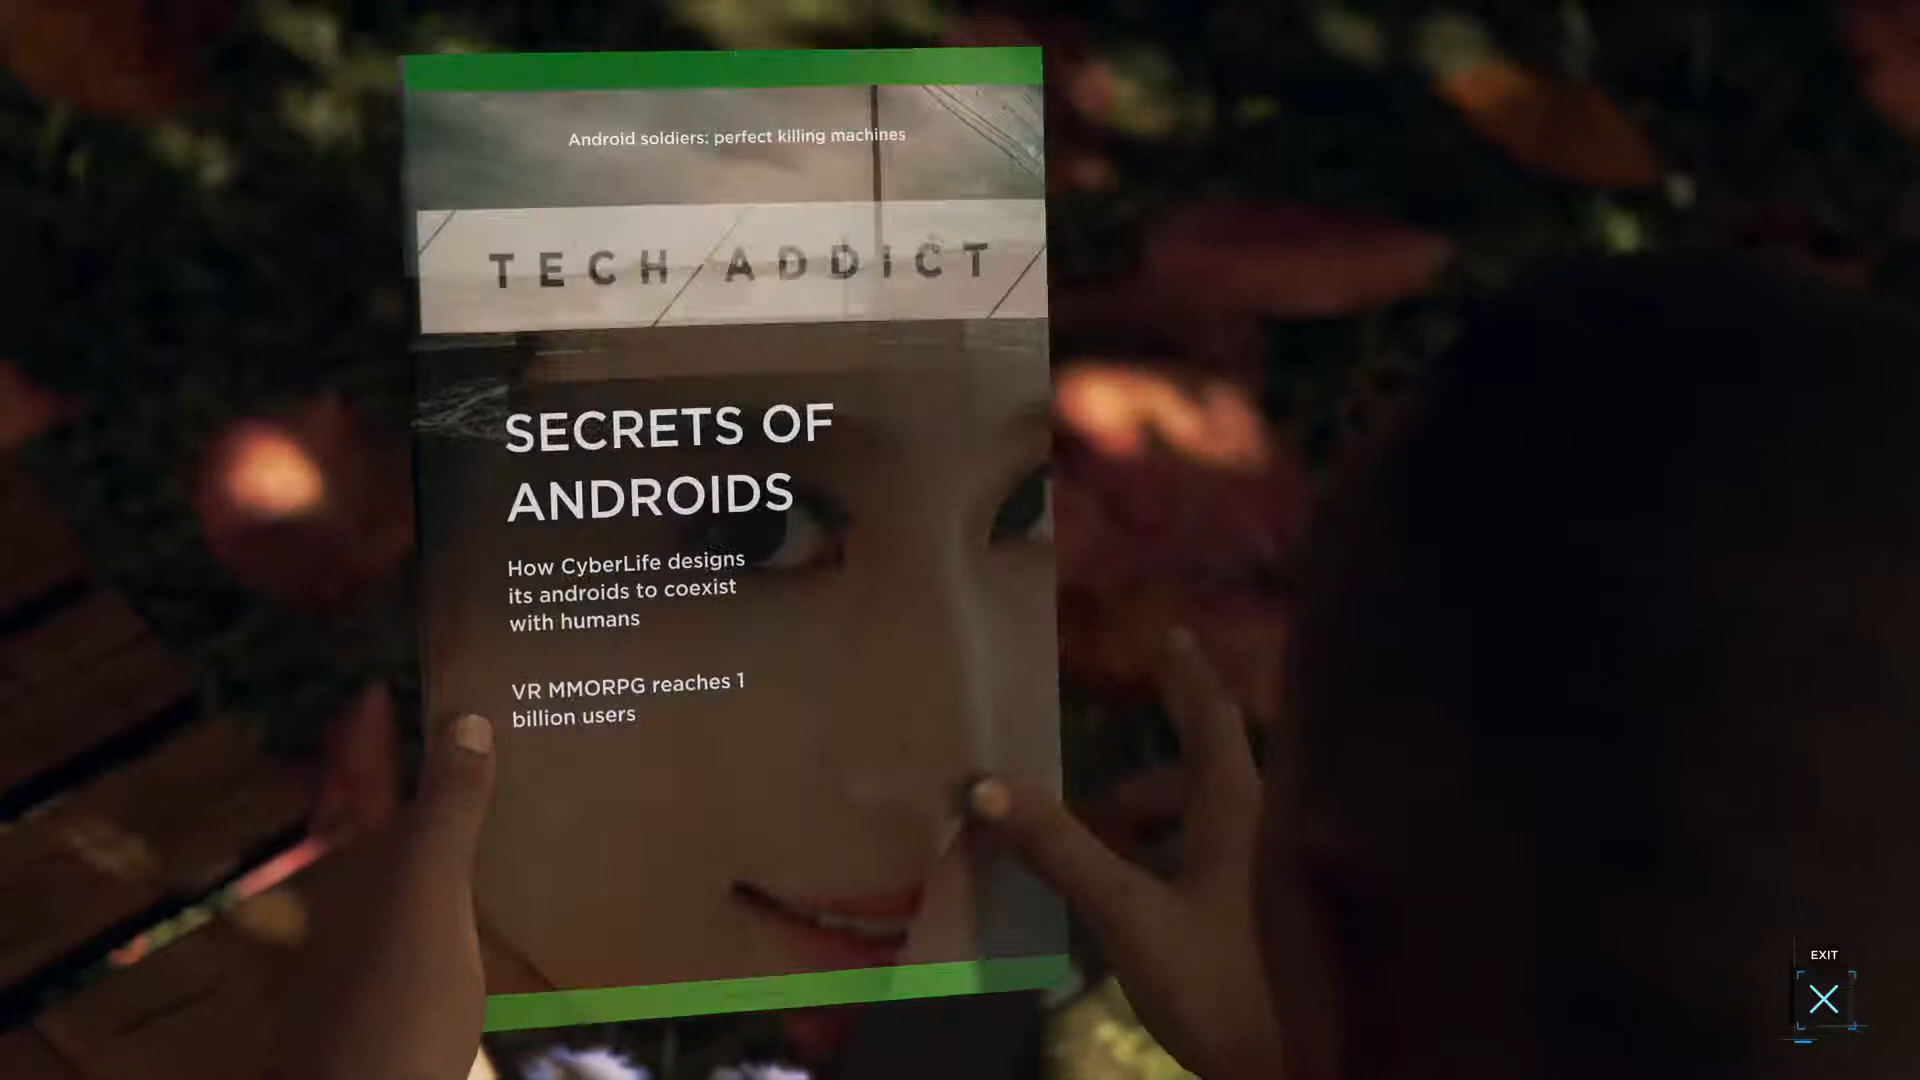 Android soldiers: perfect killing machines
TECH ADDICT
SECRETS OF
ANDROIDS
How CyberLife designs
its androids to coexist
with humans
VR MMORPG reaches 1
billion users
EXIT